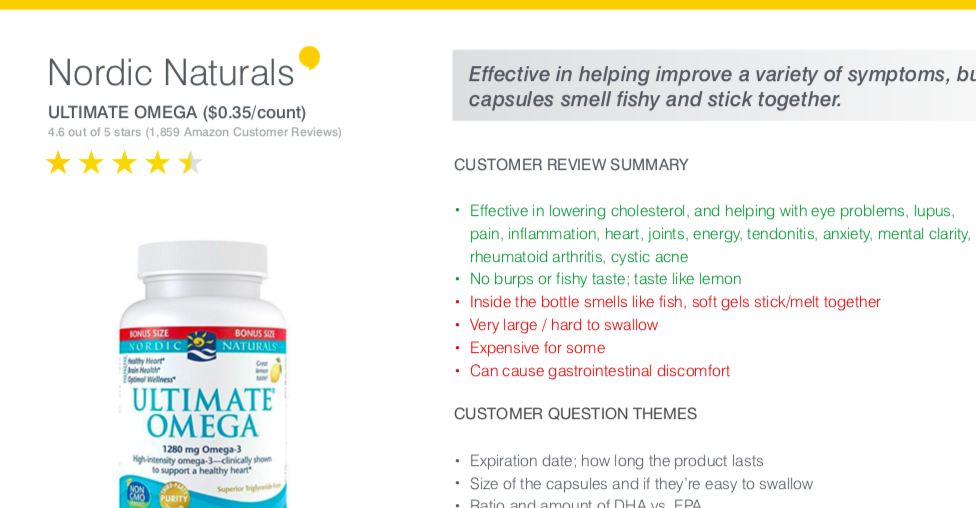 Nordic Naturals
ULTIMATE OMEGA ($0.35/count)
4.6 out of 5 stars (1,859 Amazon Customer Reviews)
BONUS SIZE BONUS SIZE
NORDIC NATURALS
Healthy Heart*
Brain Health*
Optimal Wellness*
Great
lemon
taste!
ULTIMATE
OMEGA
1280 mg Omega-3
High-intensity omega-3—clinically shown
to support a healthy heart*
NON
GMO
PURITY
Superior Triglyceride
Effective in helping improve a variety of symptoms, bu
capsules smell fishy and stick together.
CUSTOMER REVIEW SUMMARY
• Effective in lowering cholesterol, and helping with eye problems, lupus,
pain, inflammation, heart, joints, energy, tendonitis, anxiety, mental clarity,
rheumatoid arthritis, cystic acne
• No burps or fishy taste; taste like lemon
• Inside the bottle smells like fish, soft gels stick/melt together
• Very large / hard to swallow
• Expensive for some
• Can cause gastrointestinal discomfort
CUSTOMER QUESTION THEMES
• Expiration date; how long the product lasts
• Size of the capsules and if they're easy to swallow
• Ratio and amount of DHA vs. EPA